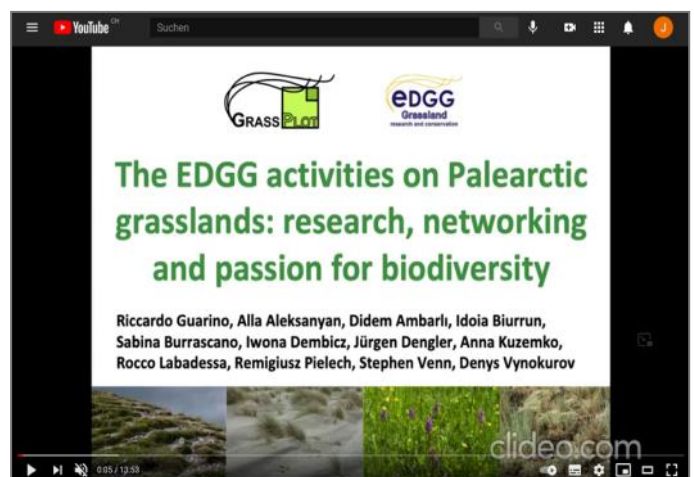 YouTube CH
Suchen
J
GRASS PLOT
eDGG
Grassland
research and conservation
The EDGG activities on Palearctic
grasslands: research, networking
and passion for biodiversity
Riccardo Guarino, Alla Aleksanyan, Didem Ambarlı, Idoia Biurrun,
Sabina Burrascano, Iwona Dembicz, Jürgen Dengler, Anna Kuzemko,
Rocco Labadessa, Remigiusz Pielech, Stephen Venn, Denys Vynokurov
clideo.com
0:05 / 13:53